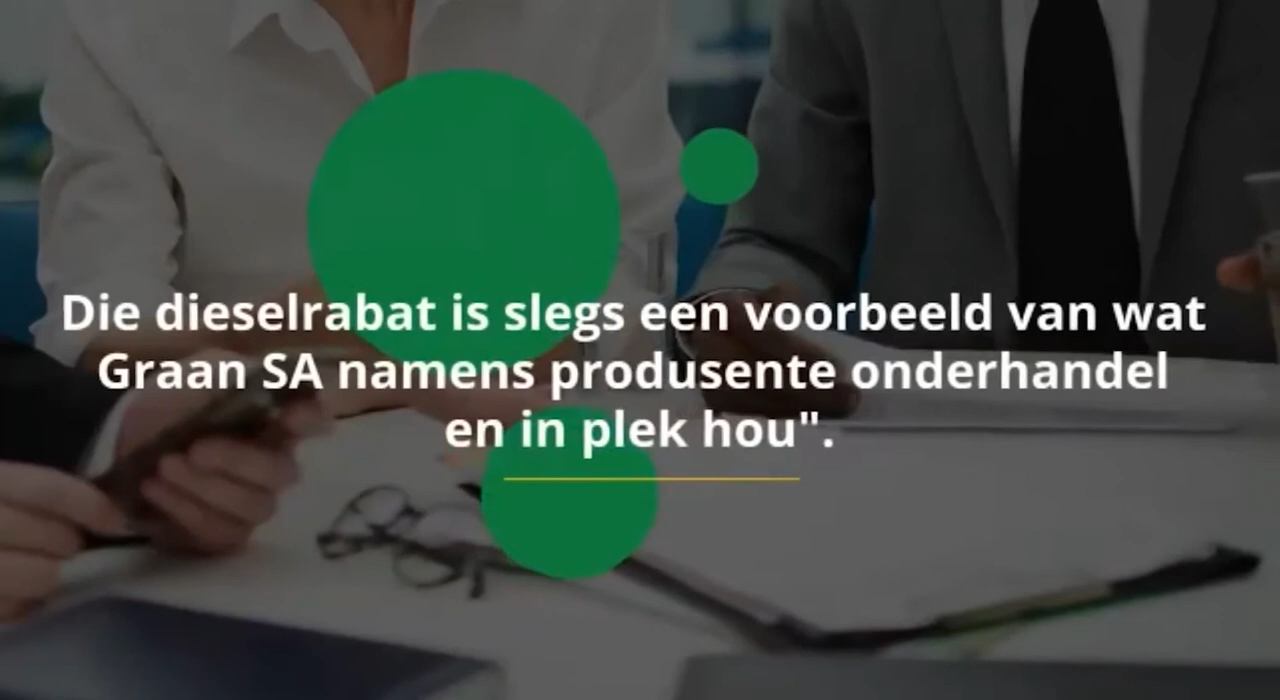 Die dieselrabat is slegs een voorbeeld van wat
Graan SA namens produsente onderhandel
en in plek hou".